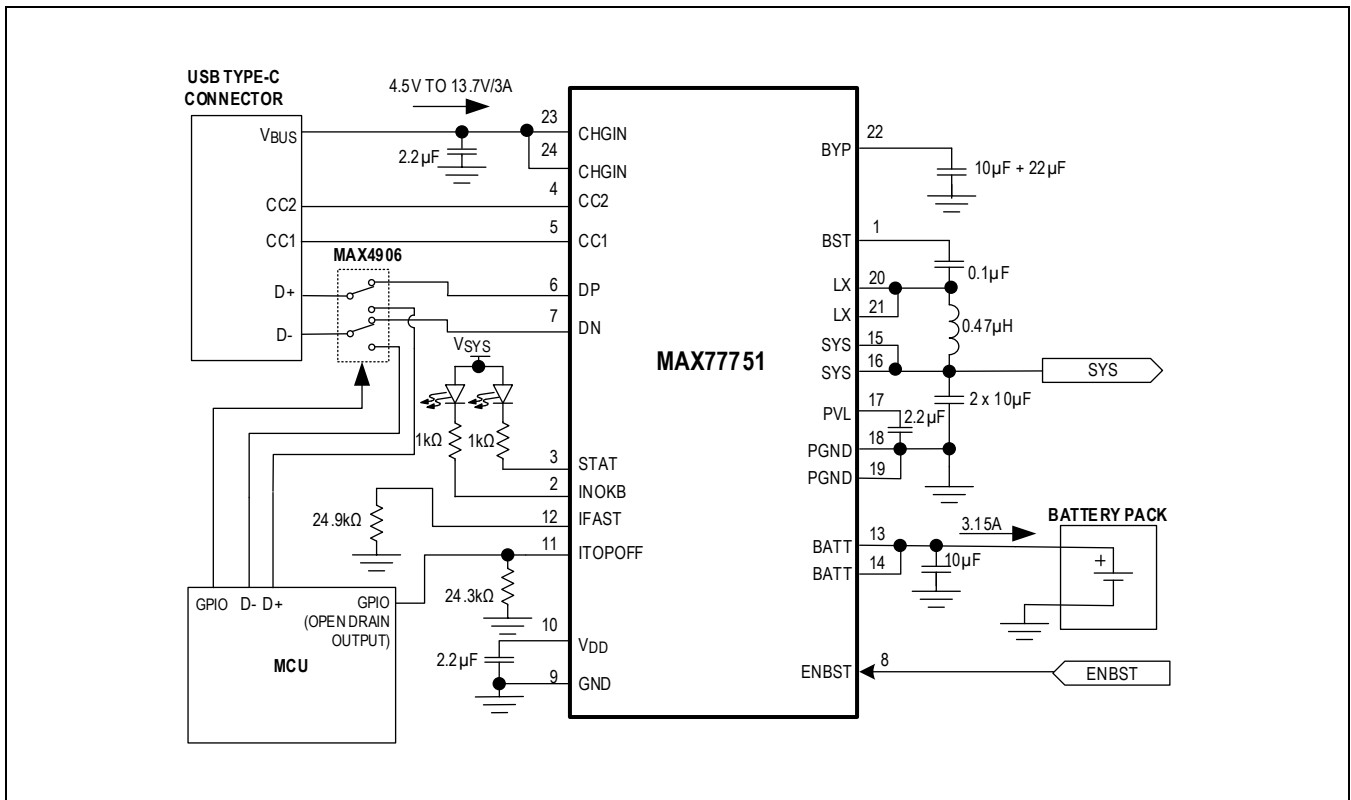 USB TYPE-C
CONNECTOR
4.5V TO 13.7V/3A
VBUS
2.2µF
CC2
CC1
MAX4906
D+
D-
23
CHGIN
24
CHGIN
4
CC2
5
CC1
6
DP
7
DN
VSYS
1kΩ
1kΩ
3
STAT
2
INOKB
24.9kΩ
12
IFAST
11
ITOPOFF
24.3kΩ
10
VDD
2.2µF
9
GND
GPIO D- D+
GPIO
(OPEN DRAIN
OUTPUT)
MCU
MAX77751
22
BYP
10µF + 22µF
1
BST
0.1µF
20
LX
21
LX
0.47µH
15
SYS
16
SYS
SYS
2 x 10µF
17
PVL
2.2µF
18
PGND
19
PGND
BATTERY PACK
3.15A
13
BATT
14
BATT
10µF
+
8
ENBST
ENBST